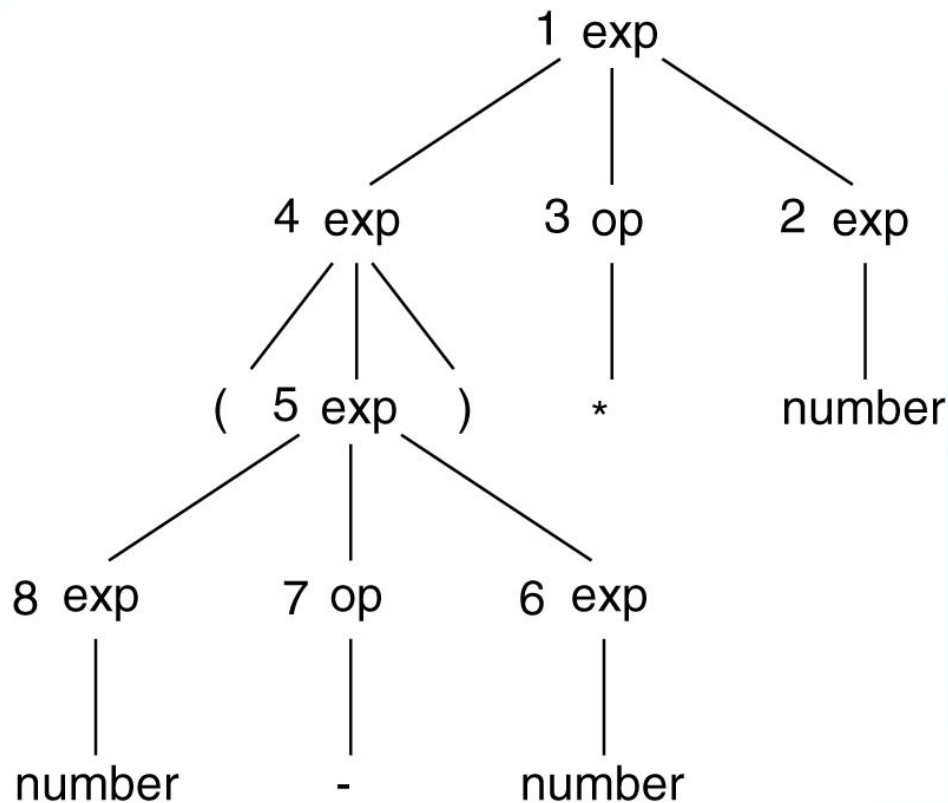 1 exp
4 exp 3 op 2 exp
( 5 exp ) * number
8 exp 7 op 6 exp
number - number